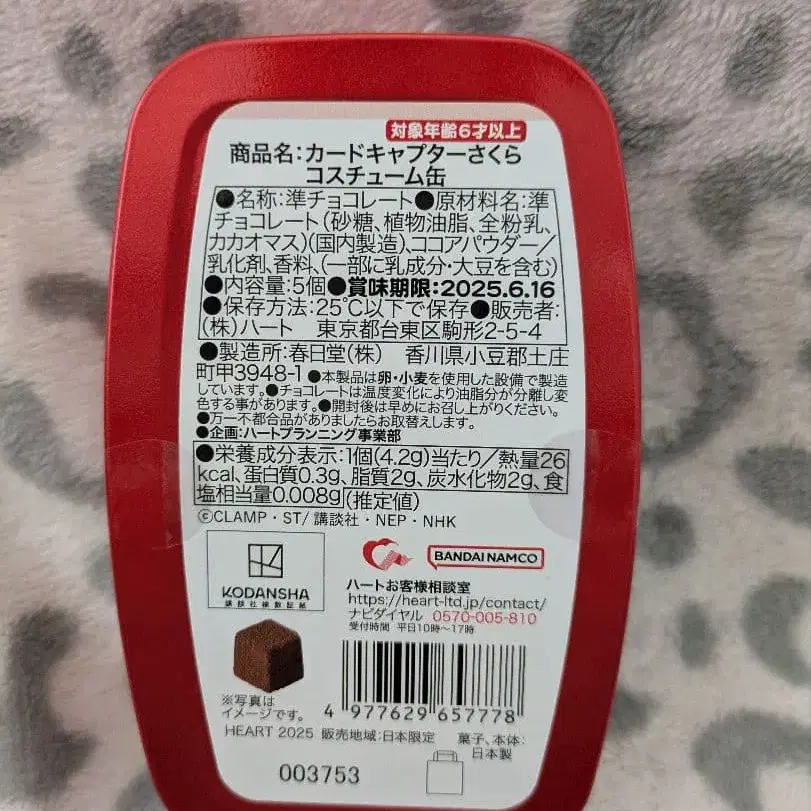 対象年齢6才以上
商品名:カードキャプターさくら
コスチューム缶
●名称:準チョコレート●原材料名:準
チョコレート(砂糖、植物油脂、全粉乳、
カカオマス)(国内製造)、ココアパウダー/
乳化剤、香料、(一部に乳成分・大豆を含む)
●内容量:5個●賞味期限:2025.6.16
●保存方法:25℃以下で保存●販売者:
(株)ハート 東京都台東区駒形2-5-4
●製造所:春日堂(株) 香川県小豆郡土庄
町甲3948-1 ●本製品は卵・小麦を使用した設備で製造
しています。●チョコレートは温度変化により油脂分が分離し変
色する事があります。●開封後は早めにお召し上がりください。
●万一不都合品がありましたらお取替えします。
●企画:ハートプランニング事業部
●栄養成分表示:1個(4.2g)当たり/熱量26
kcal、蛋白質0.3g、脂質2g、炭水化物2g、食
塩相当量0.008g(推定値)
©CLAMP・ST/講談社・NEP・NHK
KODANSHA
講談社複製証紙
BANDAI NAMCO
ハートお客様相談室
https://heart-ltd.jp/contact/
ナビダイヤル 0570-005-810
受付時間 平日10時〜17時
※写真は
イメージです。
4 977629 657778
HEART 2025 販売地域:日本限定 菓子、本体:
日本製
003753